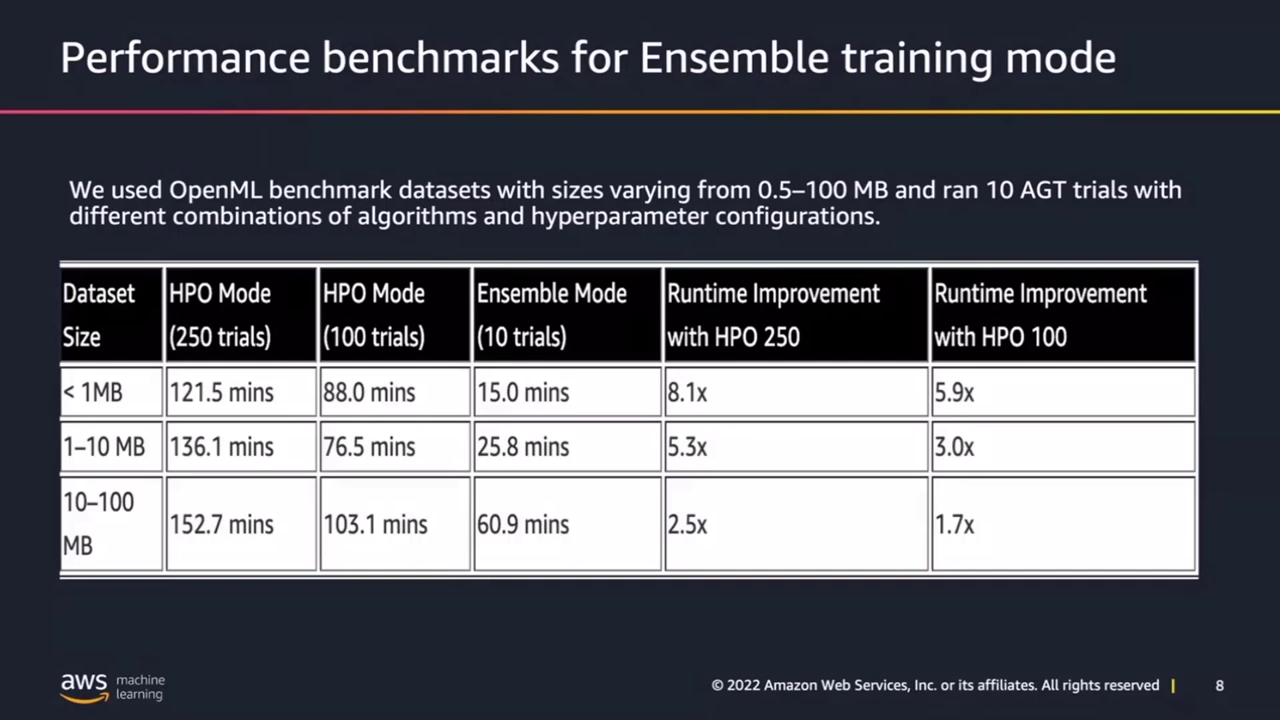 Performance benchmarks for Ensemble training mode
We used OpenML benchmark datasets with sizes varying from 0.5–100 MB and ran 10 AGT trials with
different combinations of algorithms and hyperparameter configurations.
Dataset Size HPO Mode (250 trials) HPO Mode (100 trials) Ensemble Mode (10 trials) Runtime Improvement with HPO 250 Runtime Improvement with HPO 100
< 1MB 121.5 mins 88.0 mins 15.0 mins 8.1x 5.9x
1–10 MB 136.1 mins 76.5 mins 25.8 mins 5.3x 3.0x
10–100 MB 152.7 mins 103.1 mins 60.9 mins 2.5x 1.7x
aws machine learning
© 2022 Amazon Web Services, Inc. or its affiliates. All rights reserved | 8